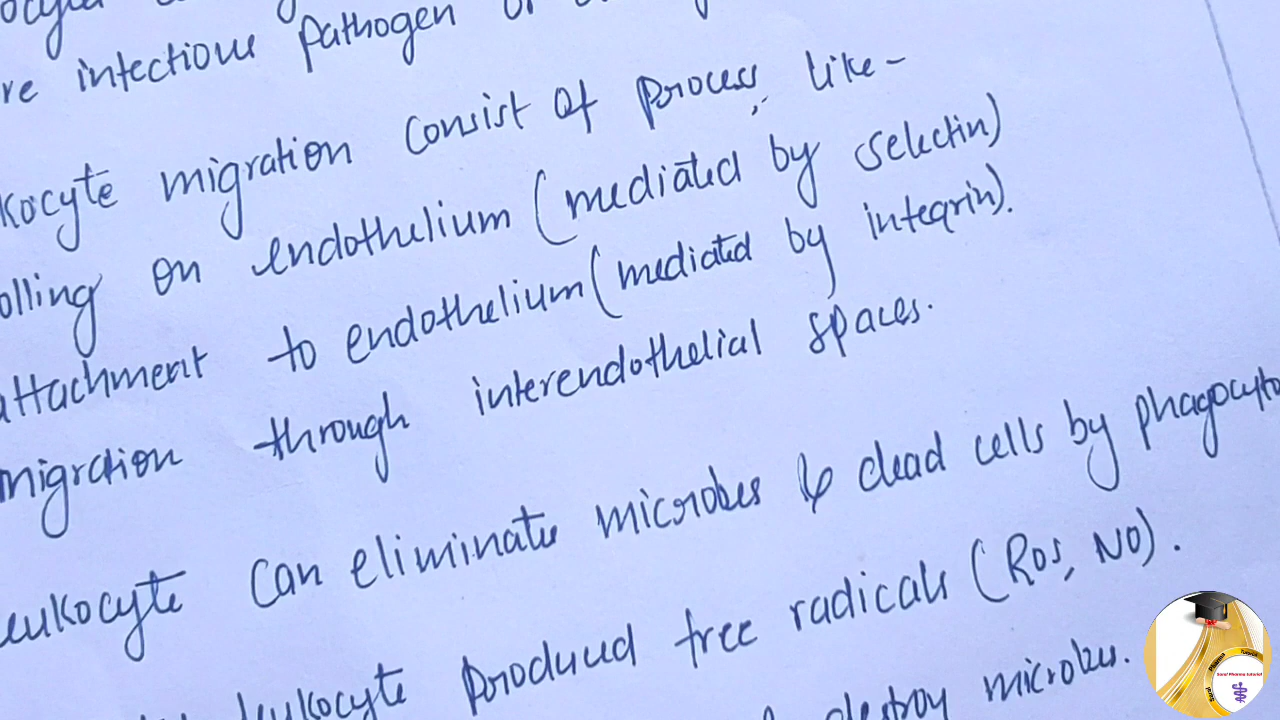 re infectious pathogen or
kocyte migration consist of process, like-
olling on endothelium (mediated by selectin)
attachment to endothelium (mediated by integrin).
migration through interendothelial spaces.
eukocyte can eliminate microbes & dead cells by phagocyto
leukocyte produced free radicals (ROS, NO).
destroy microbes.